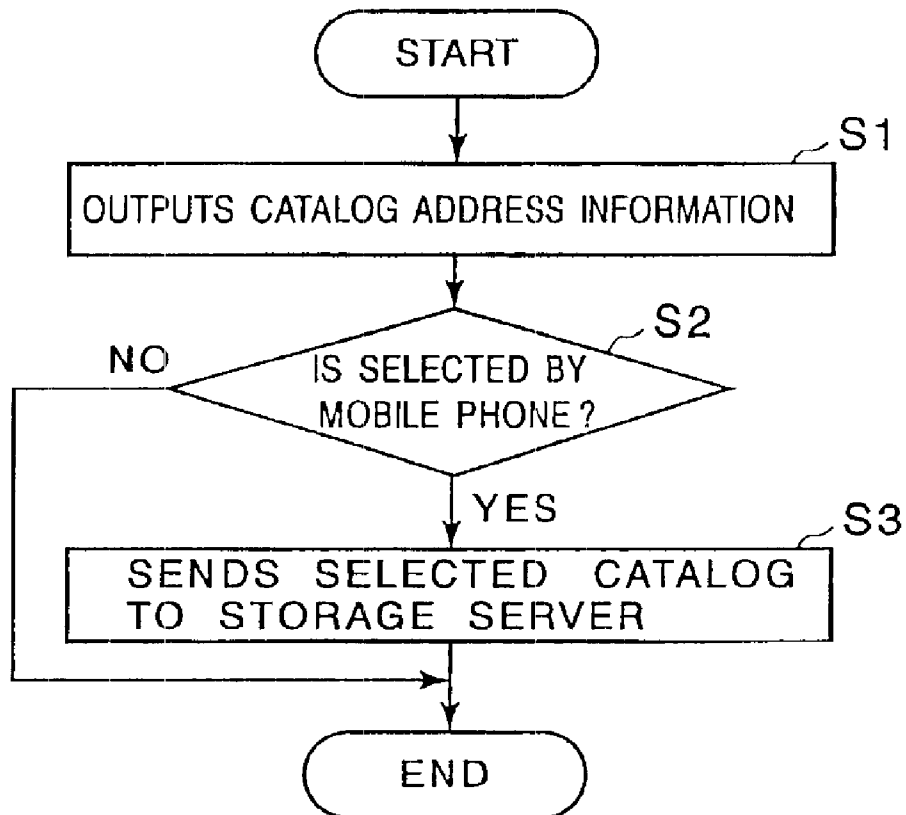 START
S1
OUTPUTS CATALOG ADDRESS INFORMATION
S2
NO
IS SELECTED BY
MOBILE PHONE?
YES
S3
SENDS SELECTED CATALOG
TO STORAGE SERVER
END